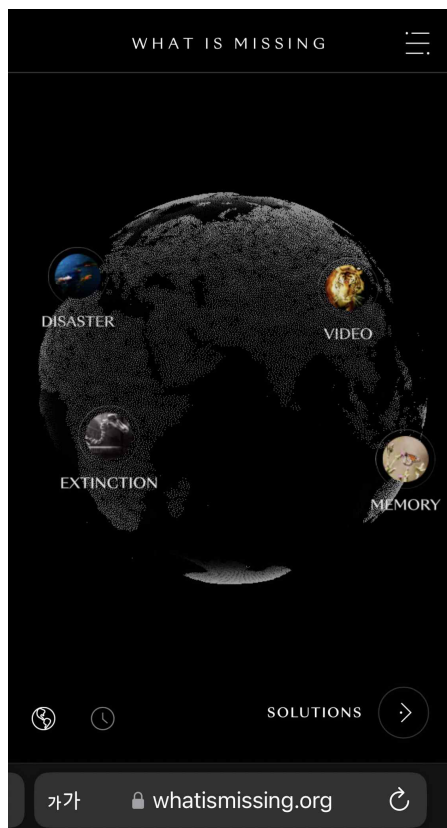 WHAT IS MISSING
DISASTER
VIDEO
EXTINCTION
MEMORY
SOLUTIONS
가가 whatismissing.org